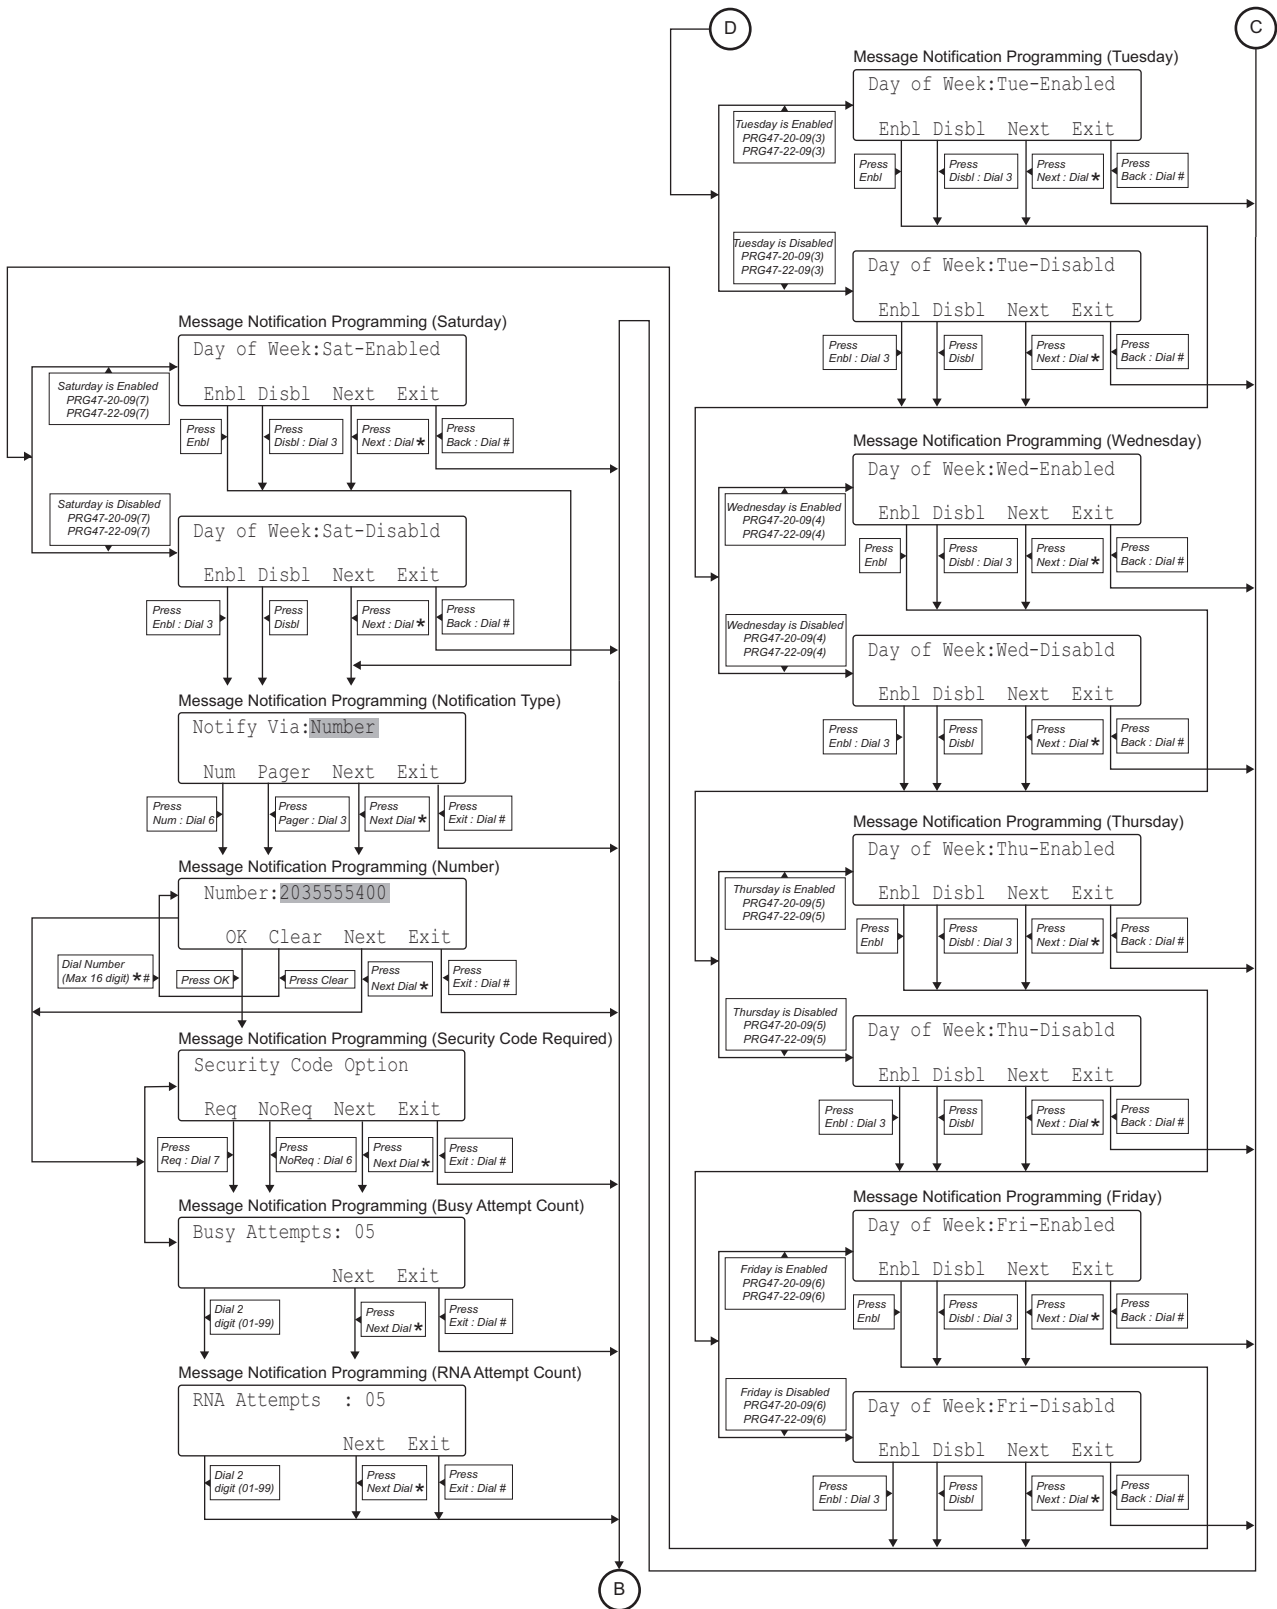 D
C
Message Notification Programming (Tuesday)
Day of Week:Tue-Enabled
Enbl Disbl Next Exit
Tuesday is Enabled
PRG47-20-09(3)
PRG47-22-09(3)
Press
Enbl
Press
Disbl : Dial 3
Press
Next : Dial *
Press
Back : Dial #
Tuesday is Disabled
PRG47-20-09(3)
PRG47-22-09(3)
Day of Week:Tue-Disabld
Enbl Disbl Next Exit
Press
Enbl : Dial 3
Press
Disbl
Press
Next : Dial *
Press
Back : Dial #
Message Notification Programming (Wednesday)
Day of Week:Wed-Enabled
Enbl Disbl Next Exit
Wednesday is Enabled
PRG47-20-09(4)
PRG47-22-09(4)
Press
Enbl
Press
Disbl : Dial 3
Press
Next : Dial *
Press
Back : Dial #
Wednesday is Disabled
PRG47-20-09(4)
PRG47-22-09(4)
Day of Week:Wed-Disabld
Enbl Disbl Next Exit
Press
Enbl : Dial 3
Press
Disbl
Press
Next : Dial *
Press
Back : Dial #
Message Notification Programming (Thursday)
Day of Week:Thu-Enabled
Enbl Disbl Next Exit
Thursday is Enabled
PRG47-20-09(5)
PRG47-22-09(5)
Press
Enbl
Press
Disbl : Dial 3
Press
Next : Dial *
Press
Back : Dial #
Thursday is Disabled
PRG47-20-09(5)
PRG47-22-09(5)
Day of Week:Thu-Disabld
Enbl Disbl Next Exit
Press
Enbl : Dial 3
Press
Disbl
Press
Next : Dial *
Press
Back : Dial #
Message Notification Programming (Friday)
Day of Week:Fri-Enabled
Enbl Disbl Next Exit
Friday is Enabled
PRG47-20-09(6)
PRG47-22-09(6)
Press
Enbl
Press
Disbl : Dial 3
Press
Next : Dial *
Press
Back : Dial #
Friday is Disabled
PRG47-20-09(6)
PRG47-22-09(6)
Day of Week:Fri-Disabld
Enbl Disbl Next Exit
Press
Enbl : Dial 3
Press
Disbl
Press
Next : Dial *
Press
Back : Dial #
Message Notification Programming (Saturday)
Day of Week:Sat-Enabled
Enbl Disbl Next Exit
Saturday is Enabled
PRG47-20-09(7)
PRG47-22-09(7)
Press
Enbl
Press
Disbl : Dial 3
Press
Next : Dial *
Press
Back : Dial #
Saturday is Disabled
PRG47-20-09(7)
PRG47-22-09(7)
Day of Week:Sat-Disabld
Enbl Disbl Next Exit
Press
Enbl : Dial 3
Press
Disbl
Press
Next : Dial *
Press
Back : Dial #
Message Notification Programming (Notification Type)
Notify Via:Number
Num Pager Next Exit
Press
Num : Dial 6
Press
Pager : Dial 3
Press
Next Dial *
Press
Exit : Dial #
Message Notification Programming (Number)
Number:2035555400
OK Clear Next Exit
Dial Number
(Max 16 digit) * #
Press OK
Press Clear
Press
Next Dial *
Press
Exit : Dial #
Message Notification Programming (Security Code Required)
Security Code Option
Req NoReq Next Exit
Press
Req : Dial 7
Press
NoReq : Dial 6
Press
Next Dial *
Press
Exit : Dial #
Message Notification Programming (Busy Attempt Count)
Busy Attempts: 05
Next Exit
Dial 2
digit (01-99)
Press
Next Dial *
Press
Exit : Dial #
Message Notification Programming (RNA Attempt Count)
RNA Attempts : 05
Next Exit
Dial 2
digit (01-99)
Press
Next Dial *
Press
Exit : Dial #
B